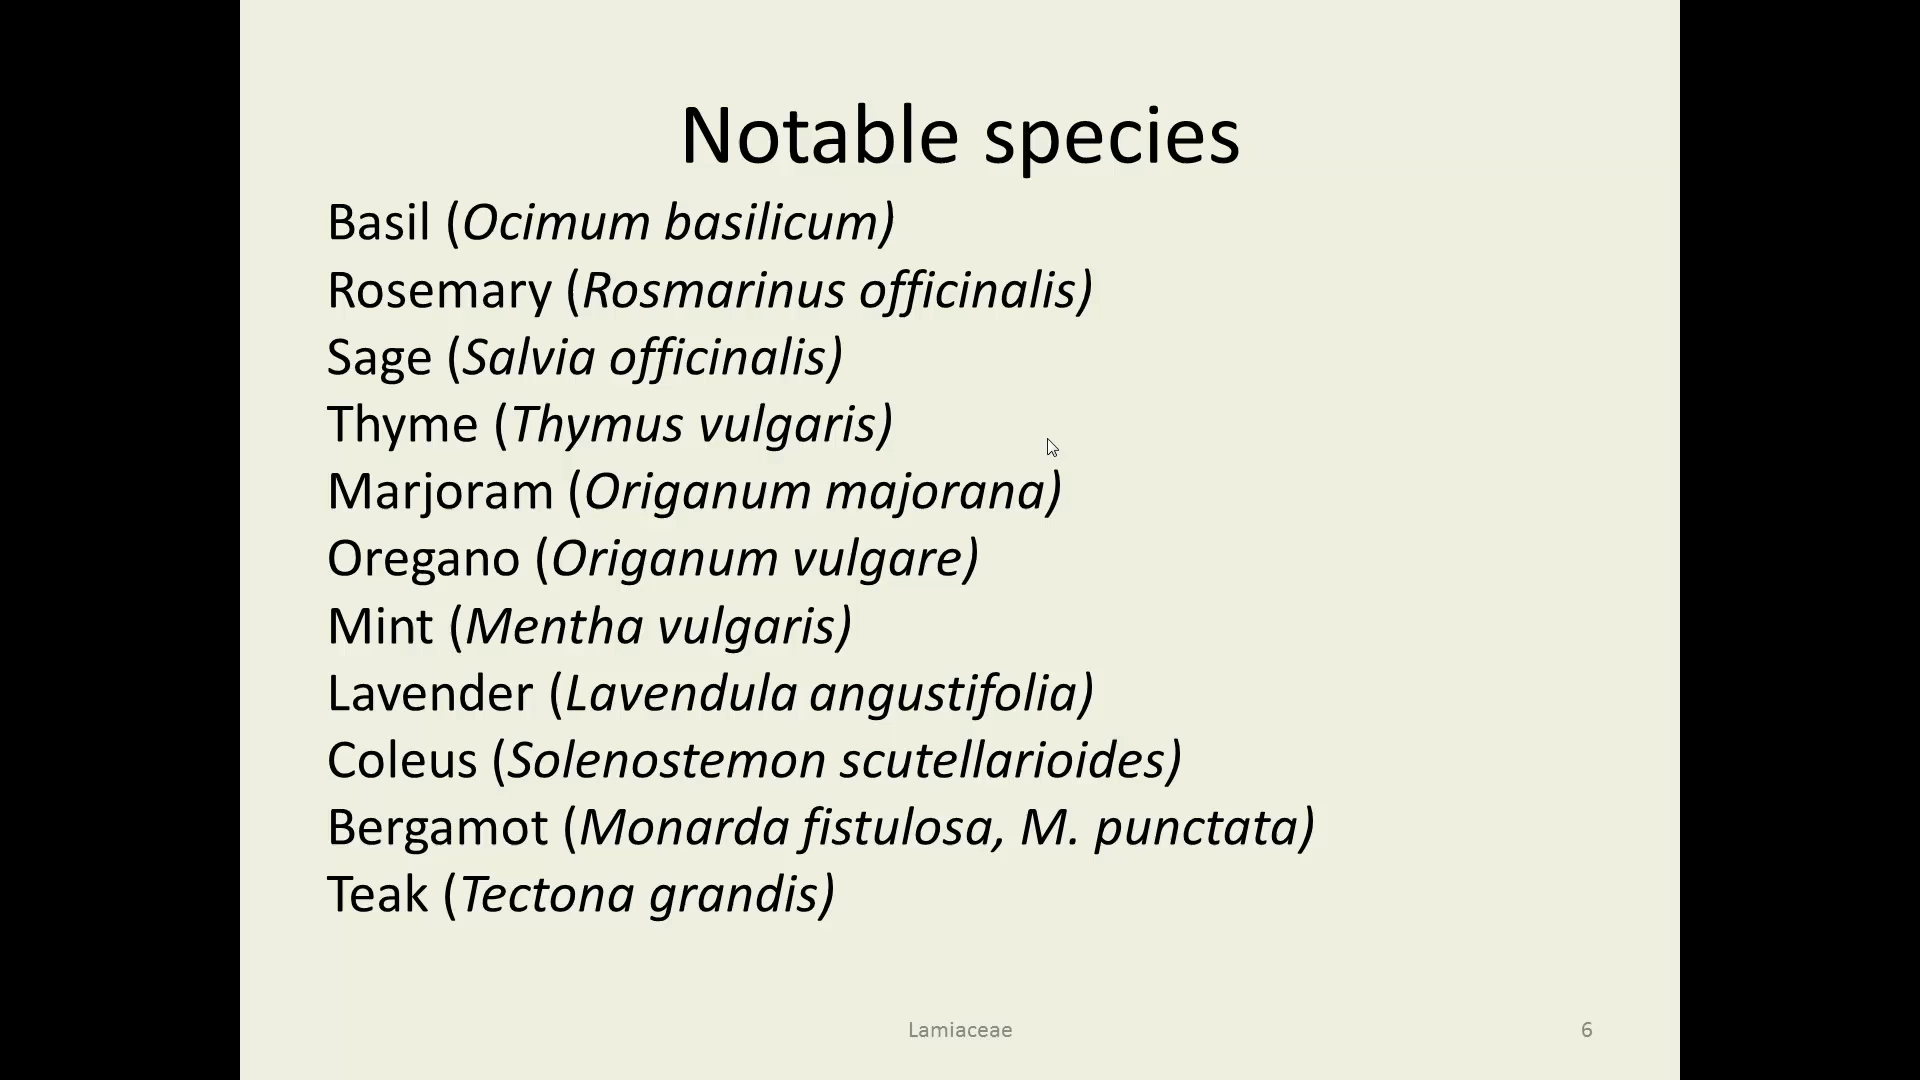 Notable species
Basil (Ocimum basilicum)
Rosemary (Rosmarinus officinalis)
Sage (Salvia officinalis)
Thyme (Thymus vulgaris)
Marjoram (Origanum majorana)
Oregano (Origanum vulgare)
Mint (Mentha vulgaris)
Lavender (Lavendula angustifolia)
Coleus (Solenostemon scutellarioides)
Bergamot (Monarda fistulosa, M. punctata)
Teak (Tectona grandis)
Lamiaceae
6